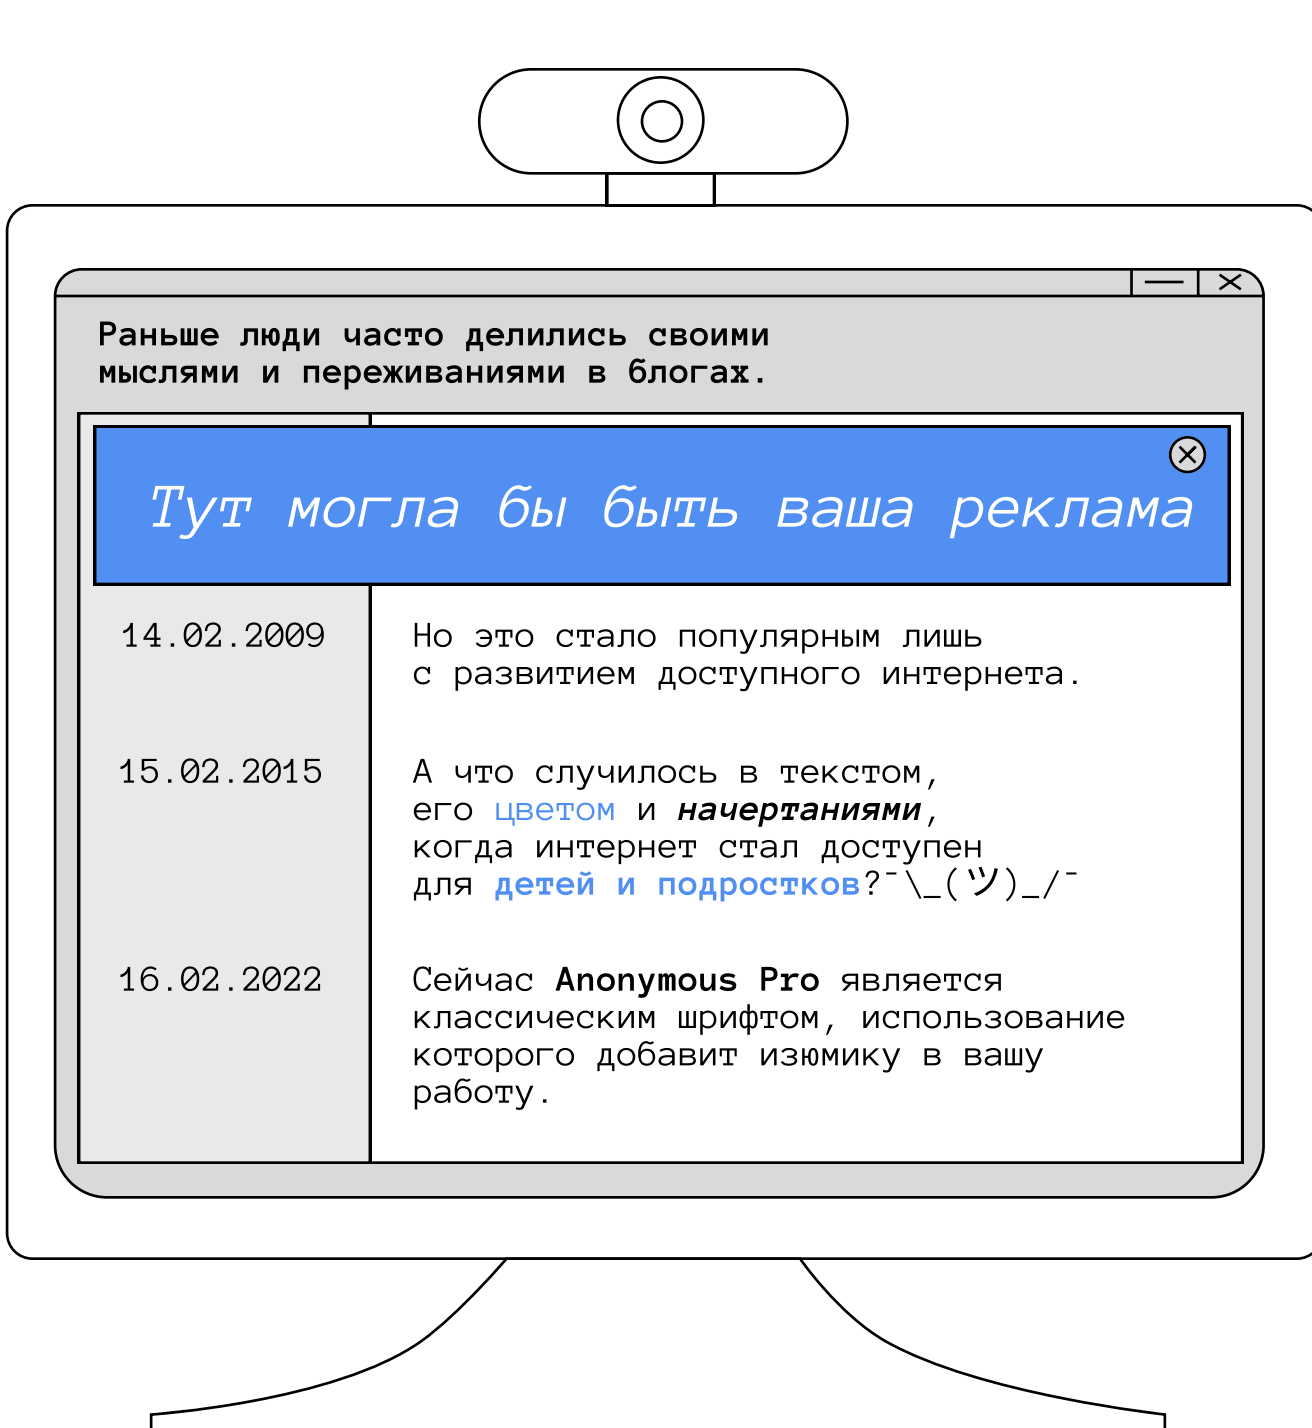 Раньше люди часто делились своими
мыслями и переживаниями в блогах.
Тут могла бы быть ваша реклама
14.02.2009
Но это стало популярным лишь
с развитием доступного интернета.
15.02.2015
А что случилось в текстом,
его цветом и начертаниями,
когда интернет стал доступен
для детей и подростков?¯\_(ツ)_/¯
16.02.2022
Сейчас Anonymous Pro является
классическим шрифтом, использование
которого добавит изюмику в вашу
работу.